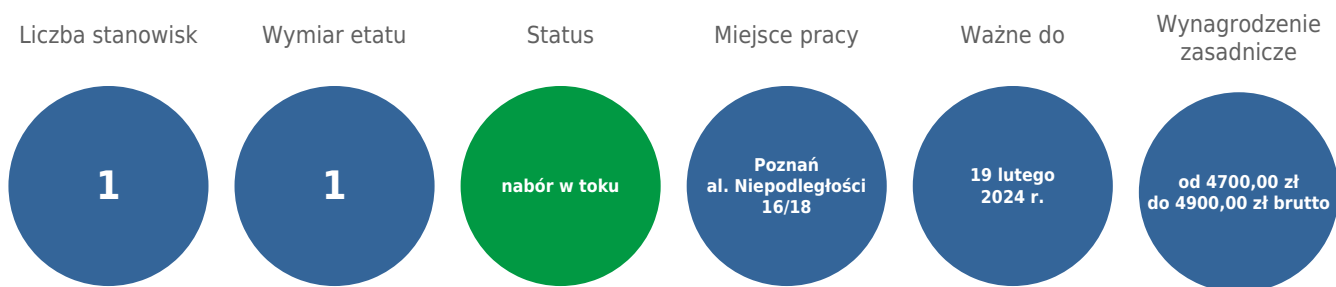 Liczba stanowisk
1
Wymiar etatu
1
Status
nabór w toku
Miejsce pracy
Poznań
al. Niepodległości
16/18
Ważne do
19 lutego
2024 r.
Wynagrodzenie
zasadnicze
od 4700,00 zł
do 4900,00 zł brutto